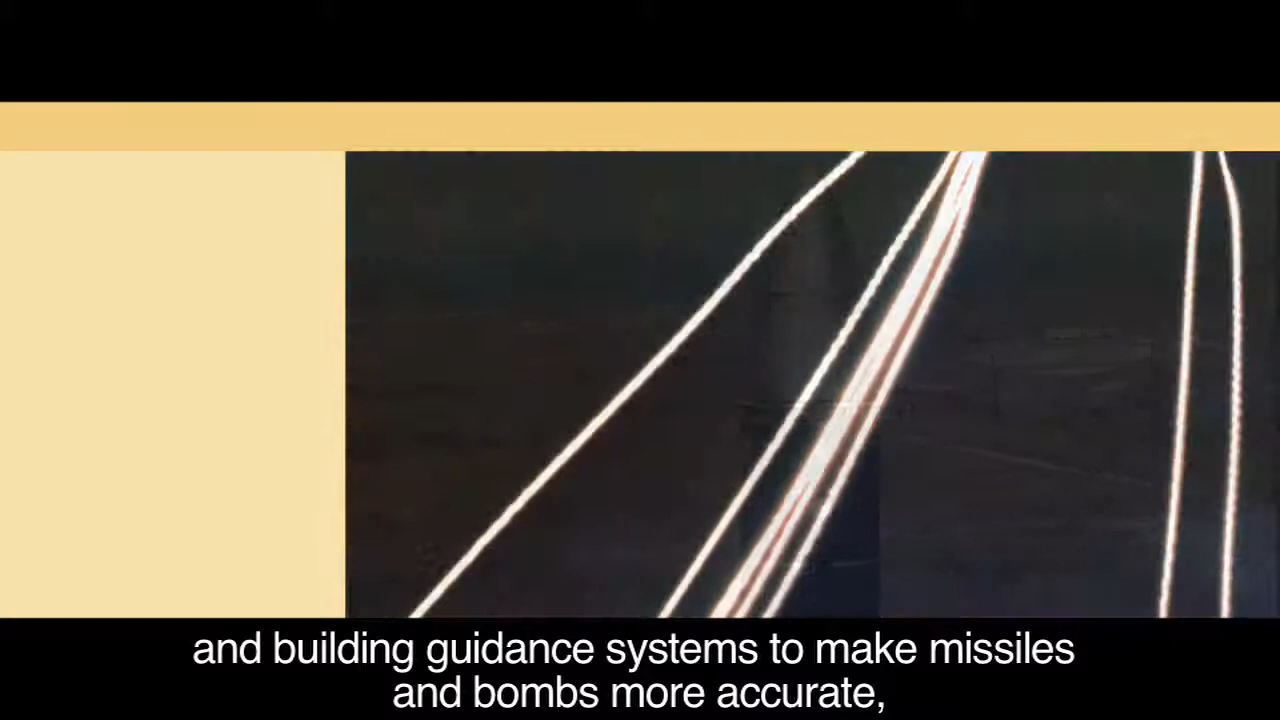 and building guidance systems to make missiles
and bombs more accurate,